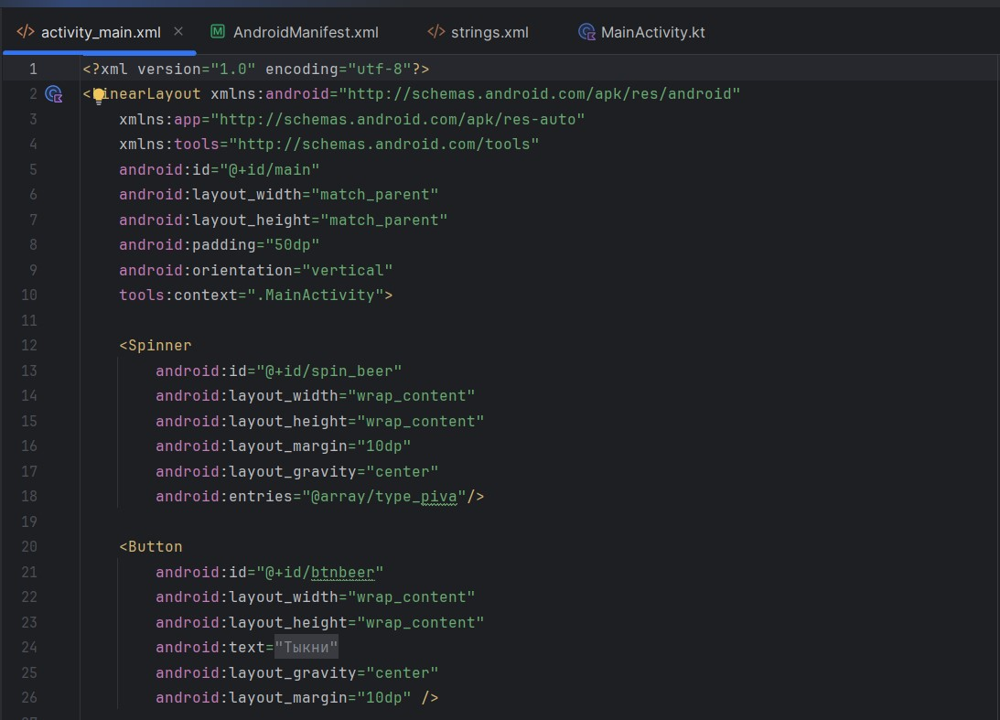 activity_main.xml AndroidManifest.xml strings.xml MainActivity.kt
1 <?xml version="1.0" encoding="utf-8"?>
2 <LinearLayout xmlns:android="http://schemas.android.com/apk/res/android"
3 xmlns:app="http://schemas.android.com/apk/res-auto"
4 xmlns:tools="http://schemas.android.com/tools"
5 android:id="@+id/main"
6 android:layout_width="match_parent"
7 android:layout_height="match_parent"
8 android:padding="50dp"
9 android:orientation="vertical"
10 tools:context=".MainActivity">
11
12 <Spinner
13 android:id="@+id/spin_beer"
14 android:layout_width="wrap_content"
15 android:layout_height="wrap_content"
16 android:layout_margin="10dp"
17 android:layout_gravity="center"
18 android:entries="@array/type_piva"/>
19
20 <Button
21 android:id="@+id/btnbeer"
22 android:layout_width="wrap_content"
23 android:layout_height="wrap_content"
24 android:text="Тыкни"
25 android:layout_gravity="center"
26 android:layout_margin="10dp" />